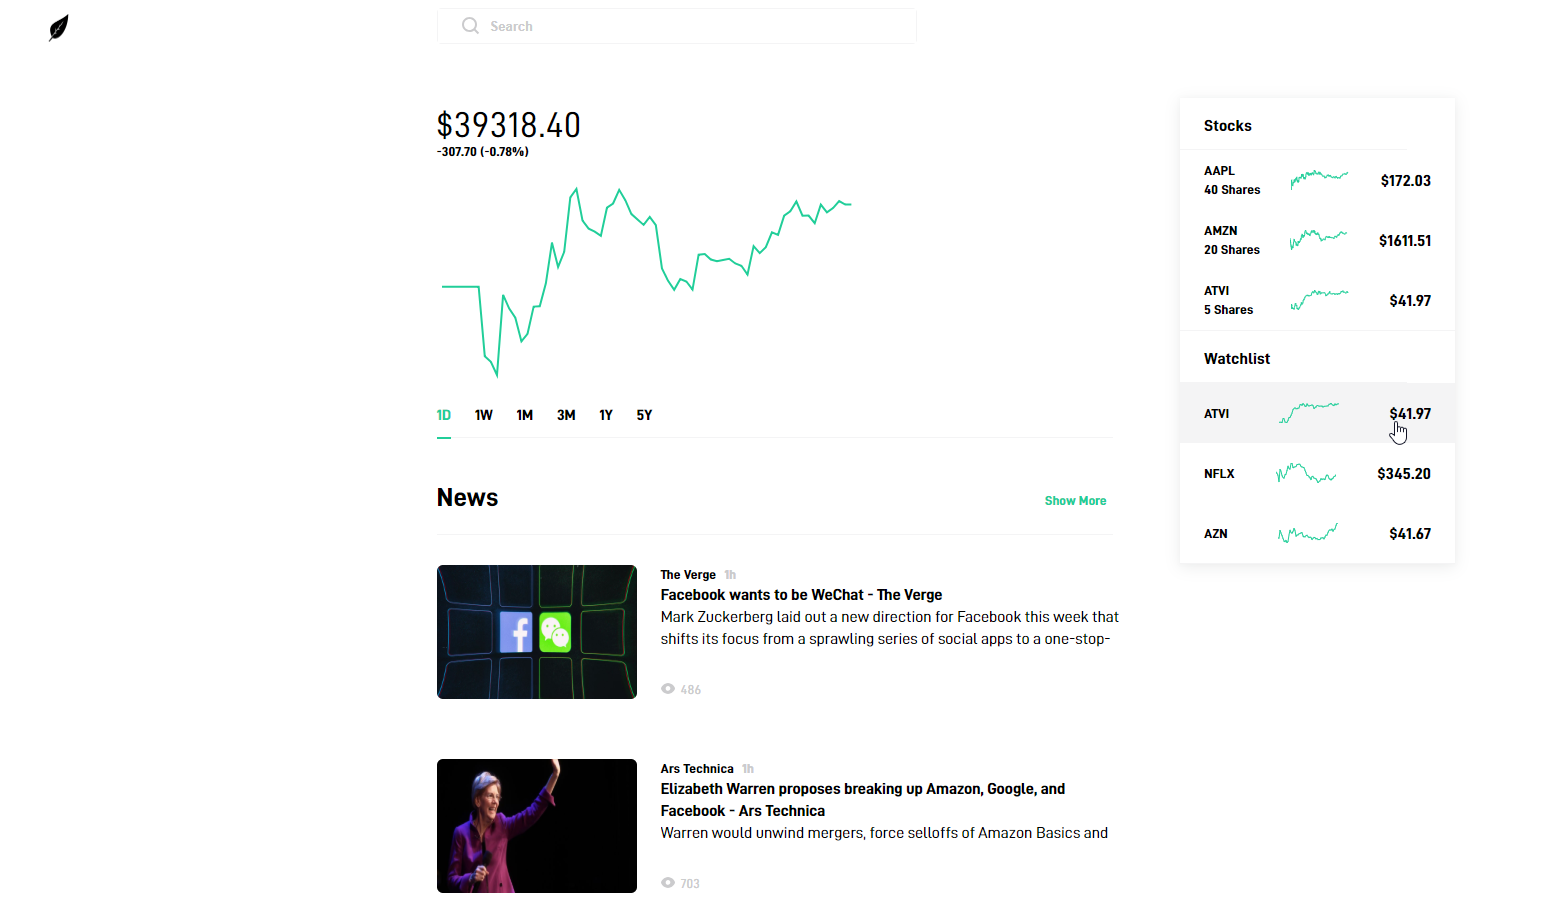 Search
$39318.40
-307.70 (-0.78%)
1D 1W 1M 3M 1Y 5Y
News
Show More
The Verge 1h
Facebook wants to be WeChat - The Verge
Mark Zuckerberg laid out a new direction for Facebook this week that
shifts its focus from a sprawling series of social apps to a one-stop-
486
Ars Technica 1h
Elizabeth Warren proposes breaking up Amazon, Google, and
Facebook - Ars Technica
Warren would unwind mergers, force selloffs of Amazon Basics and
703
Stocks
AAPL
40 Shares
$172.03
AMZN
20 Shares
$1611.51
ATVI
5 Shares
$41.97
Watchlist
ATVI
$41.97
NFLX
$345.20
AZN
$41.67